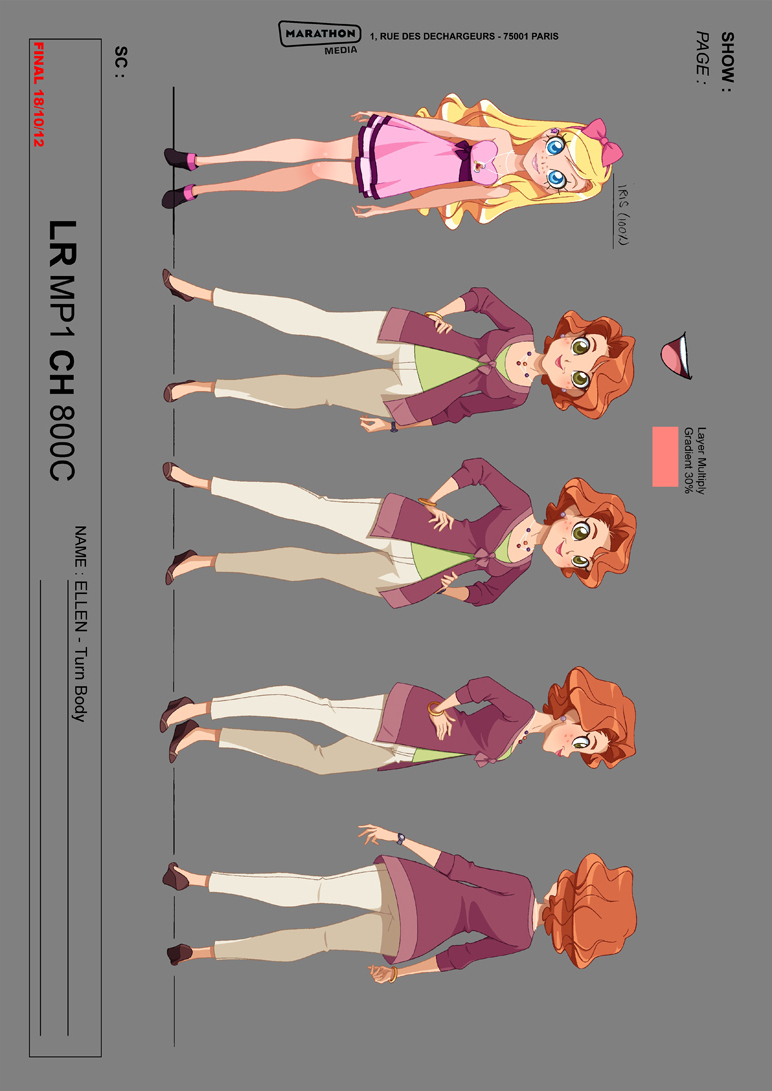 MARATHON
MEDIA
1, RUE DES DECHARGEURS - 75001 PARIS
SHOW :
PAGE :
SC :
FINAL 18/10/12
LR MP1 CH 800C
NAME : ELLEN - Turn Body
IRIS (100%)
Layer Multiply
Gradient 30%